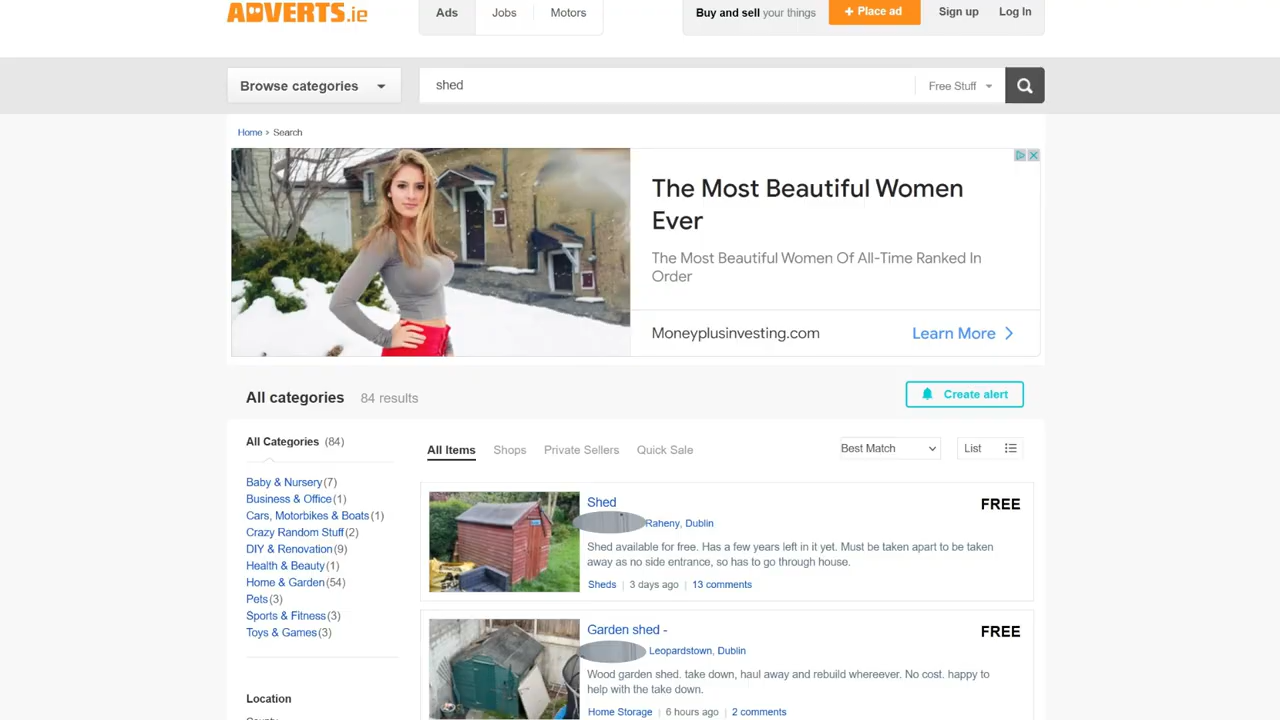 ADVERTS.ie
Ads
Jobs
Motors
Buy and sell your things
+ Place ad
Sign up
Log In
Browse categories
shed
Free Stuff
Home > Search
The Most Beautiful Women
Ever
The Most Beautiful Women Of All-Time Ranked In
Order
Moneyplusinvesting.com
Learn More
All categories 84 results
Create alert
All Categories (84)
Baby & Nursery (7)
Business & Office (1)
Cars, Motorbikes & Boats (1)
Crazy Random Stuff (2)
DIY & Renovation (9)
Health & Beauty (1)
Home & Garden (54)
Pets (3)
Sports & Fitness (3)
Toys & Games (3)
Location
County
All Items
Shops
Private Sellers
Quick Sale
Best Match
List
Shed
FREE
Raheny, Dublin
Shed available for free. Has a few years left in it yet. Must be taken apart to be taken
away as no side entrance, so has to go through house.
Sheds | 3 days ago | 13 comments
Garden shed -
FREE
Leopardstown, Dublin
Wood garden shed. take down, haul away and rebuild whereever. No cost. happy to
help with the take down.
Home Storage | 6 hours ago | 2 comments